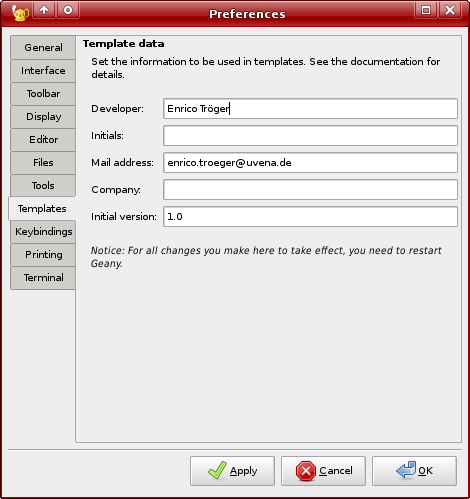 Preferences
General
Interface
Toolbar
Display
Editor
Files
Tools
Templates
Keybindings
Printing
Terminal
Template data
Set the information to be used in templates. See the documentation for
details.
Developer: Enrico Tröger
Initials:
Mail address: enrico.troeger@uvena.de
Company:
Initial version: 1.0
Notice: For all changes you make here to take effect, you need to restart
Geany.
Apply Cancel OK